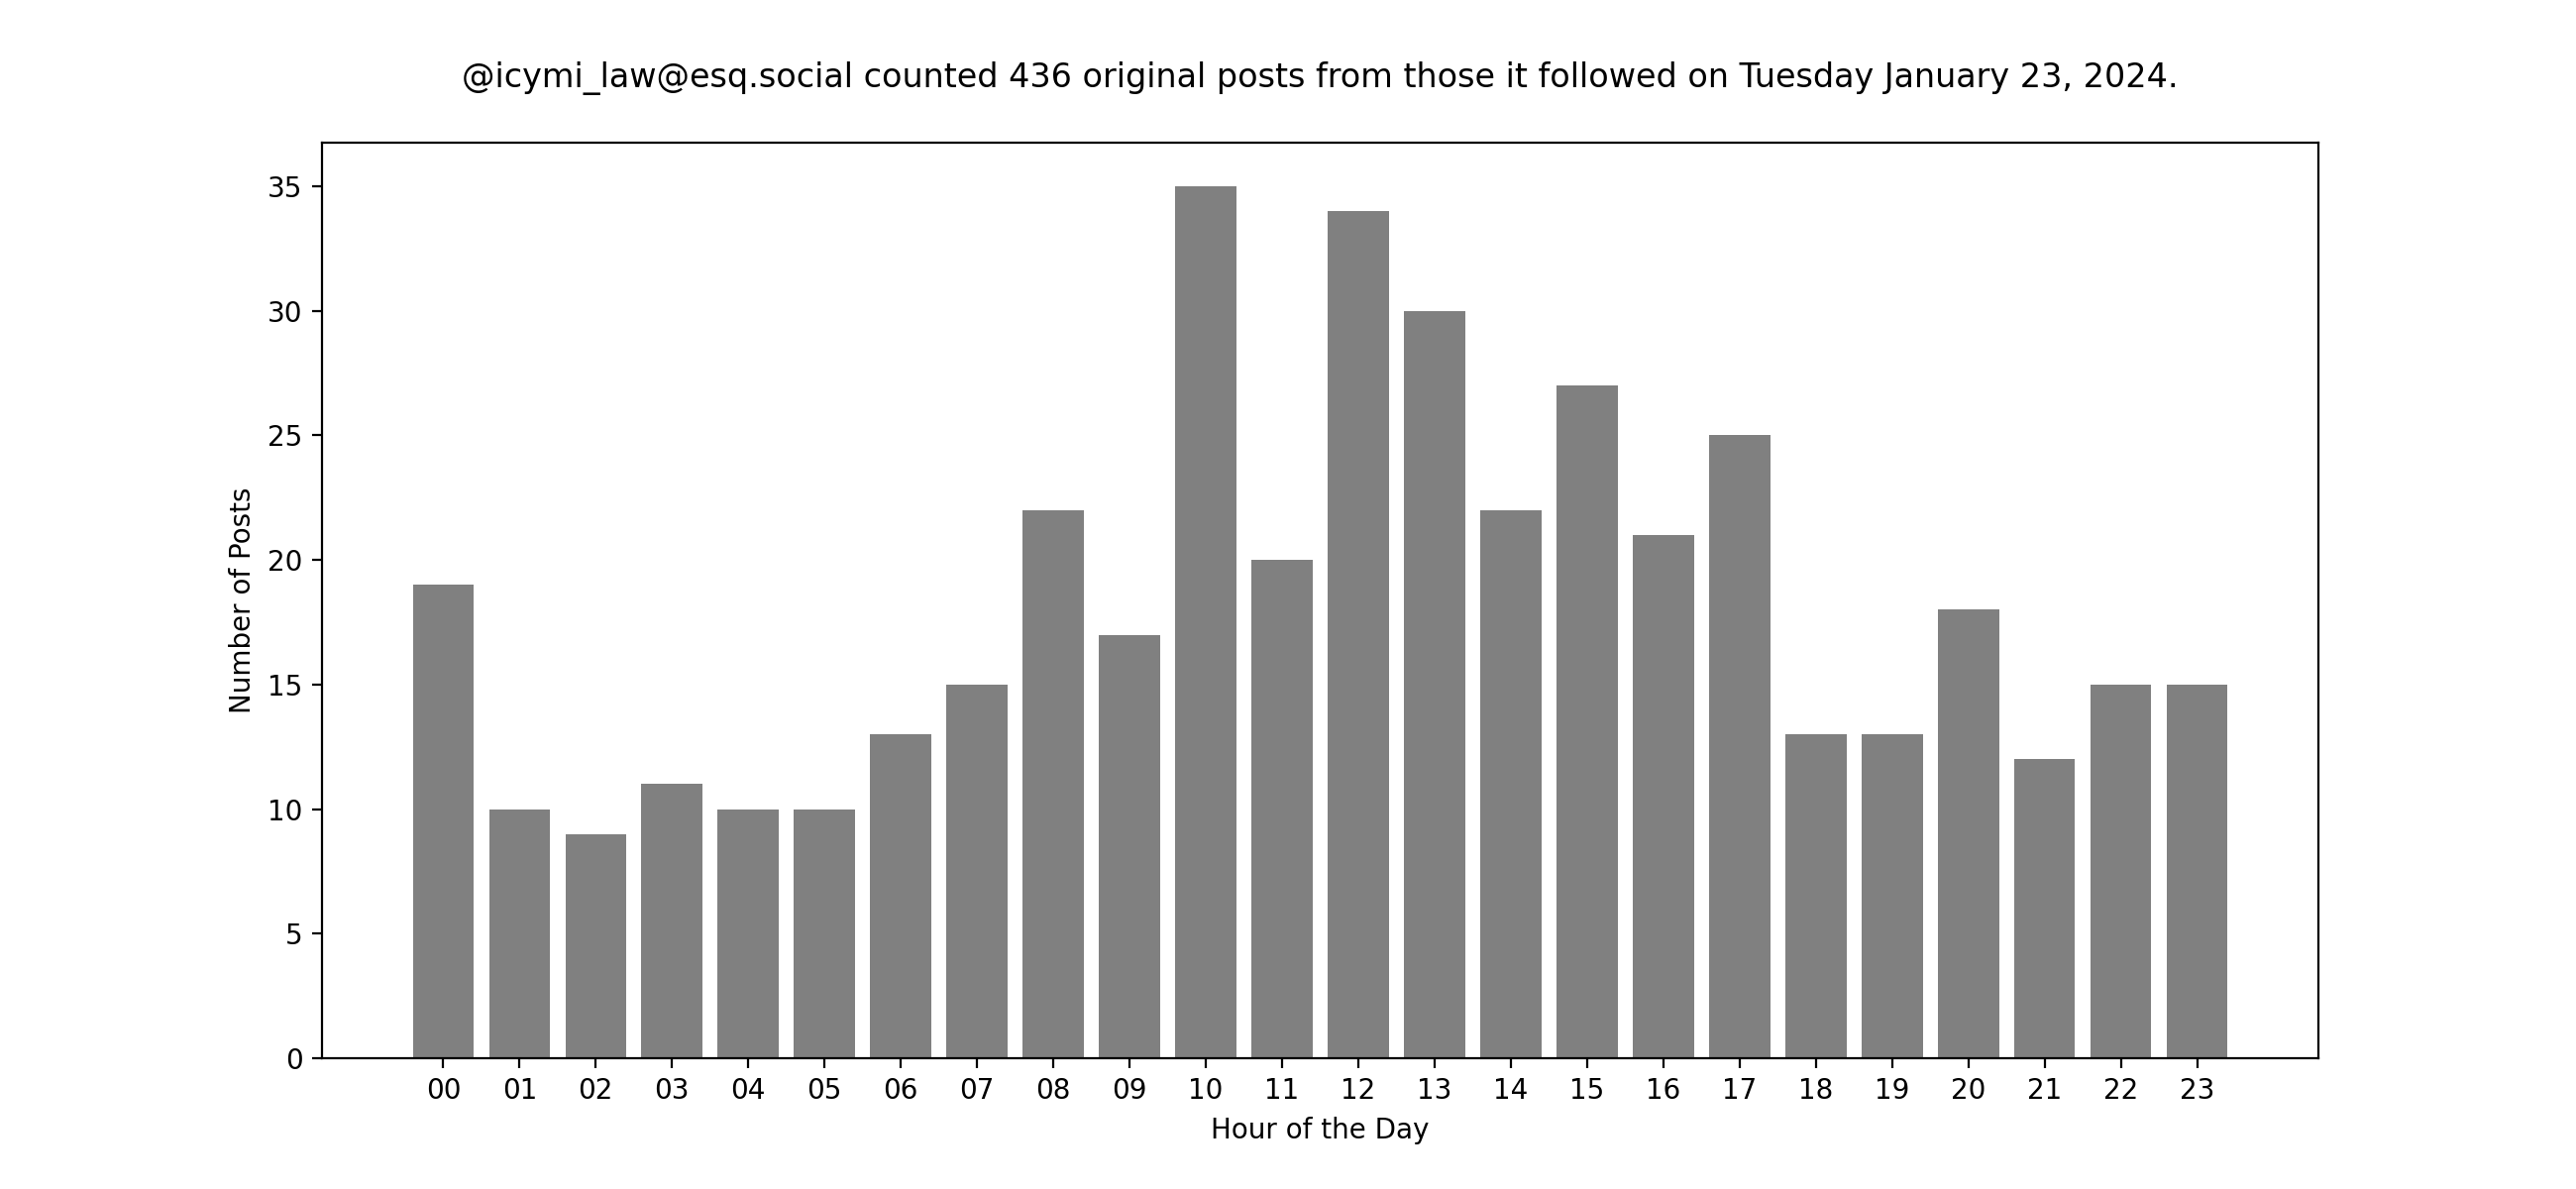 @icymi_law@esq.social counted 436 original posts from those it followed on Tuesday January 23, 2024.
35
30
25
20
15
10
5
0
Number of Posts
00 01 02 03 04 05 06 07 08 09 10 11 12 13 14 15 16 17 18 19 20 21 22 23
Hour of the Day